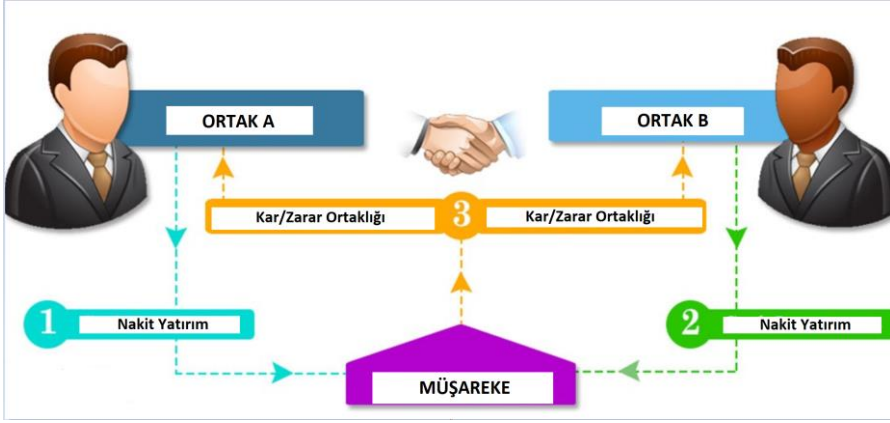 ORTAK A
ORTAK B
Kar/Zarar Ortaklığı
3
Kar/Zarar Ortaklığı
1
Nakit Yatırım
2
Nakit Yatırım
MÜŞAREKE